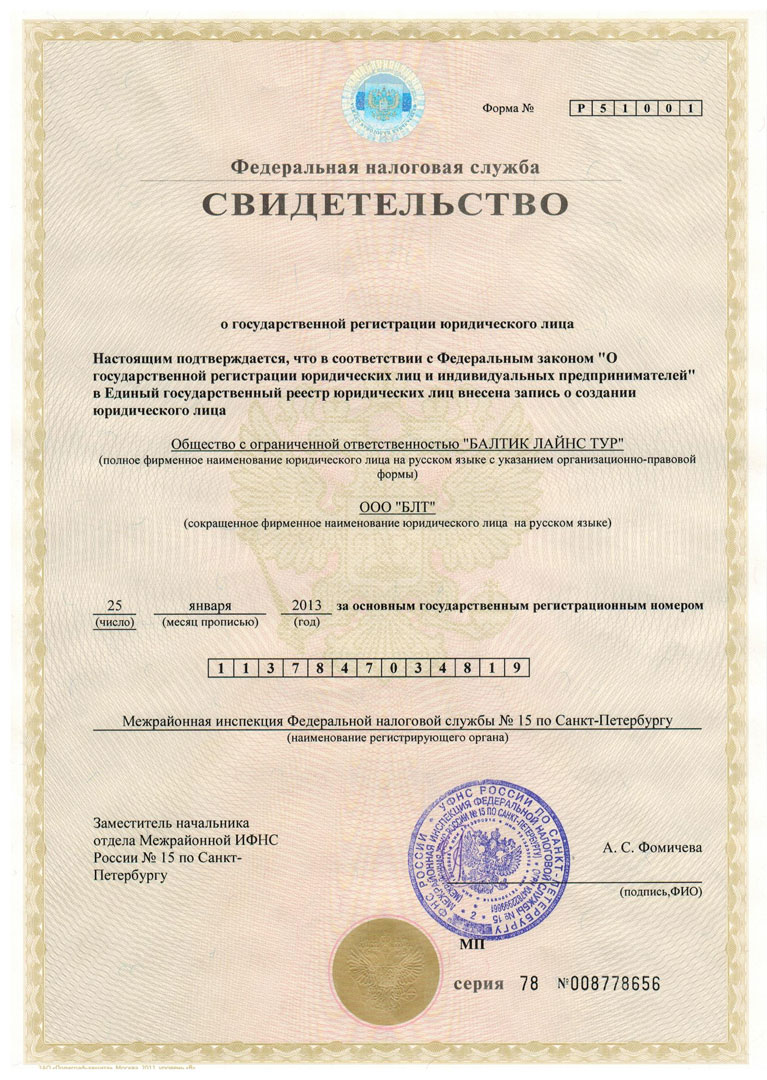 Форма № Р 5 1 0 0 1
Федеральная налоговая служба
СВИДЕТЕЛЬСТВО
о государственной регистрации юридического лица
Настоящим подтверждается, что в соответствии с Федеральным законом "О
государственной регистрации юридических лиц и индивидуальных предпринимателей"
в Единый государственный реестр юридических лиц внесена запись о создании
юридического лица
Общество с ограниченной ответственностью "БАЛТИК ЛАЙНС ТУР"
(полное фирменное наименование юридического лица на русском языке с указанием организационно-правовой
формы)
ООО "БЛТ"
(сокращенное фирменное наименование юридического лица на русском языке)
25 января 2013 за основным государственным регистрационным номером
(число) (месяц прописью) (год)
1 1 3 7 8 4 7 0 3 4 8 1 9
Межрайонная инспекция Федеральной налоговой службы № 15 по Санкт-Петербургу
(наименование регистрирующего органа)
Заместитель начальника
отдела Межрайонной ИФНС
России № 15 по Санкт-
Петербургу
А. С. Фомичева
(подпись,ФИО)
УФНС РОССИИ ПО САНКТ-ПЕТЕРБУРГУ
МЕЖРАЙОННАЯ ИНСПЕКЦИЯ ФЕДЕРАЛЬНОЙ НАЛОГОВОЙ СЛУЖБЫ № 15
МП
серия 78 №008778656